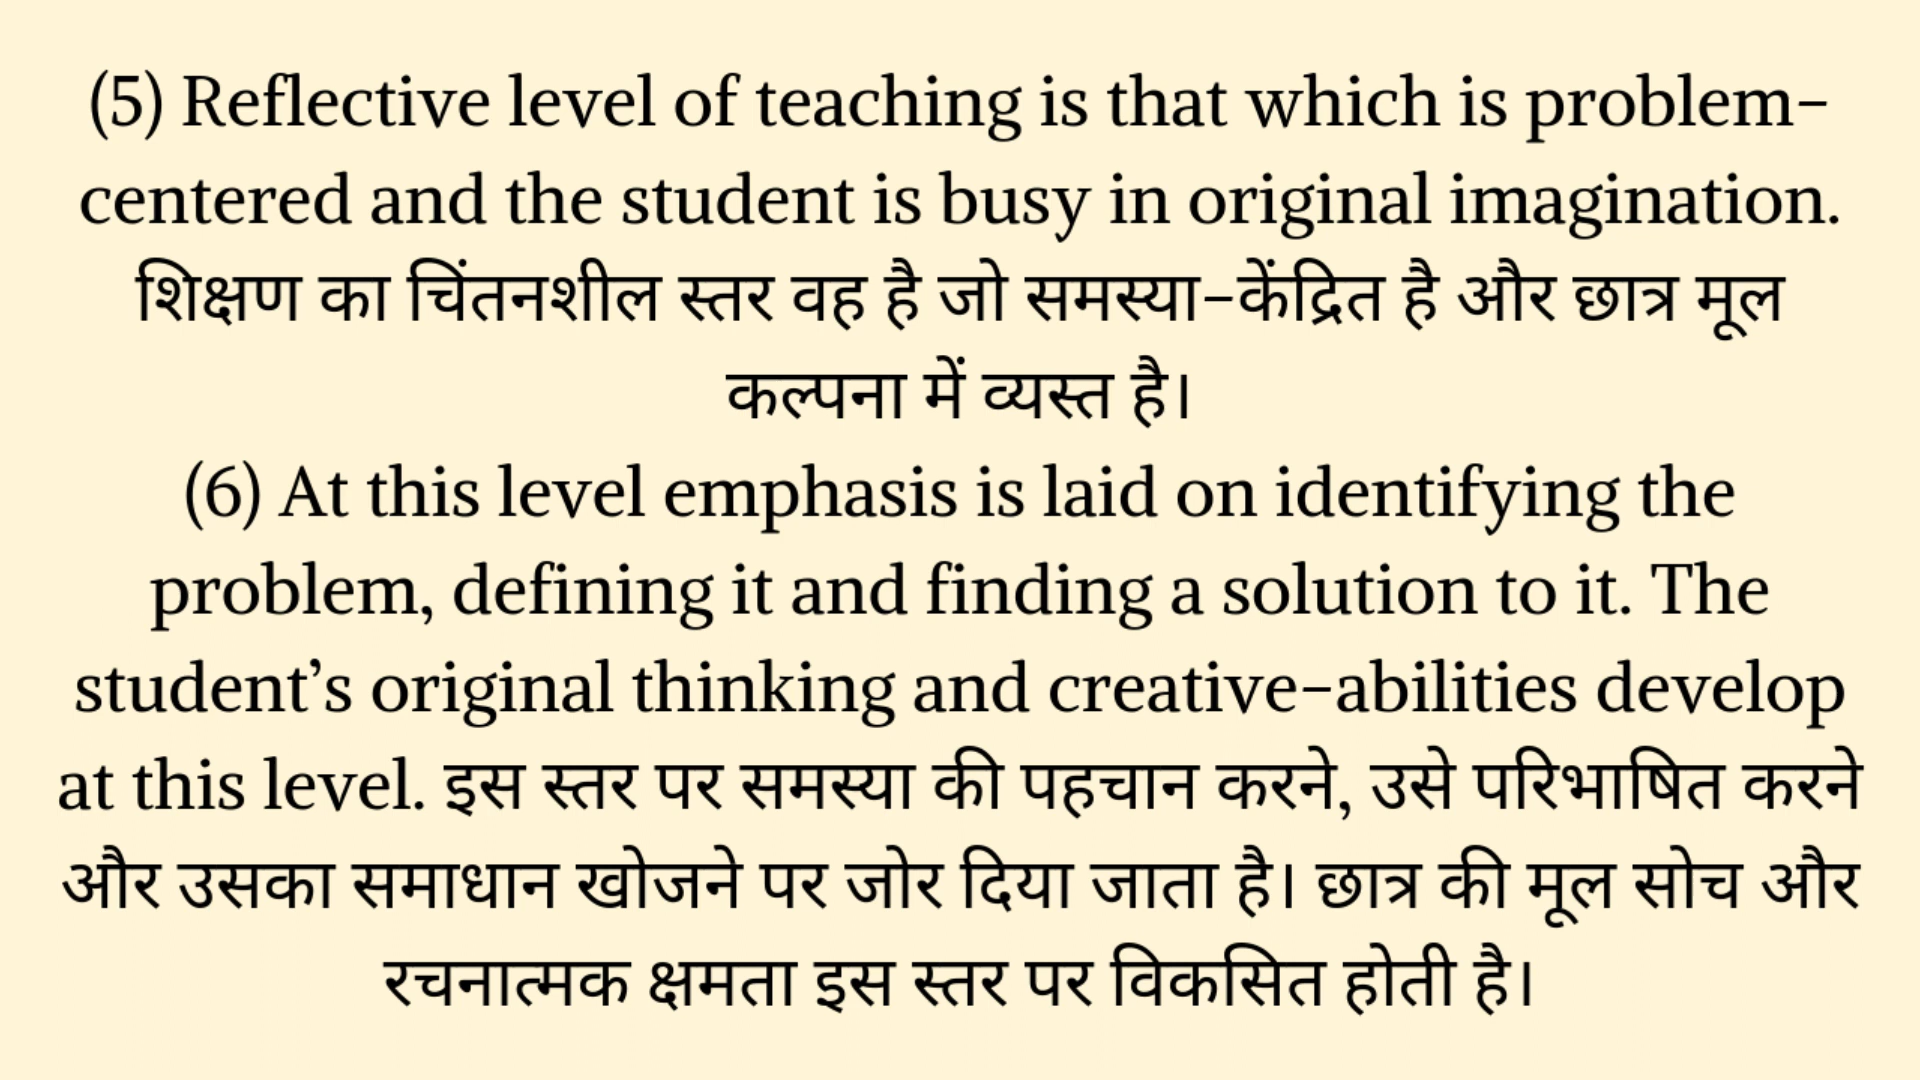 (5) Reflective level of teaching is that which is problem-
centered and the student is busy in original imagination.
शिक्षण का चिंतनशील स्तर वह है जो समस्या-केंद्रित है और छात्र मूल
कल्पना में व्यस्त है।
(6) At this level emphasis is laid on identifying the
problem, defining it and finding a solution to it. The
student’s original thinking and creative-abilities develop
at this level. इस स्तर पर समस्या की पहचान करने, उसे परिभाषित करने
और उसका समाधान खोजने पर जोर दिया जाता है। छात्र की मूल सोच और
रचनात्मक क्षमता इस स्तर पर विकसित होती है।